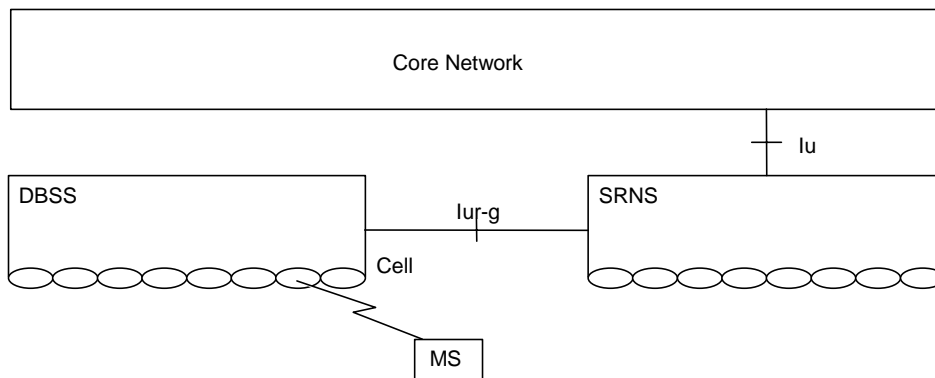 Core Network
Iu
DBSS
SRNS
Iur-g
Cell
MS